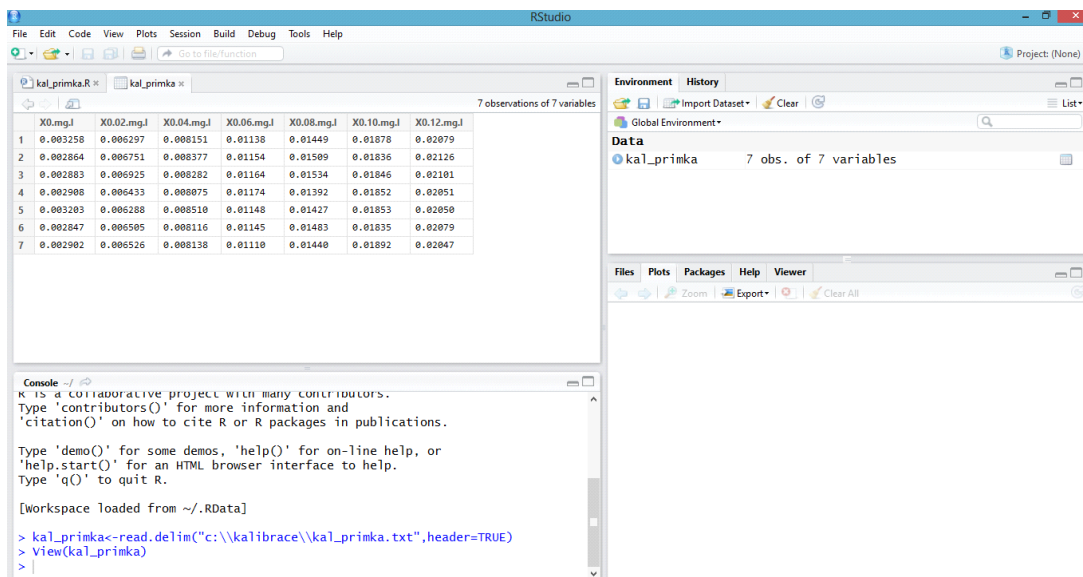 RStudio
File Edit Code View Plots Session Build Debug Tools Help
Go to file/function
Project: (None)
kal_primka.R
kal_primka
7 observations of 7 variables
X0.mg.l X0.02.mg.l X0.04.mg.l X0.06.mg.l X0.08.mg.l X0.10.mg.l X0.12.mg.l
1 0.003258 0.006297 0.008151 0.01138 0.01449 0.01878 0.02079
2 0.002864 0.006751 0.008377 0.01154 0.01509 0.01836 0.02126
3 0.002883 0.006925 0.008282 0.01164 0.01534 0.01846 0.02101
4 0.002908 0.006433 0.008075 0.01174 0.01392 0.01852 0.02051
5 0.003203 0.006288 0.008510 0.01148 0.01427 0.01853 0.02050
6 0.002847 0.006505 0.008116 0.01145 0.01483 0.01835 0.02079
7 0.002902 0.006526 0.008138 0.01110 0.01440 0.01892 0.02047
Console ~/
R is a collaborative project with many contributors.
Type 'contributors()' for more information and
'citation()' on how to cite R or R packages in publications.
Type 'demo()' for some demos, 'help()' for on-line help, or
'help.start()' for an HTML browser interface to help.
Type 'q()' to quit R.
[Workspace loaded from ~/.RData]
> kal_primka<-read.delim("c:\\kalibrace\\kal_primka.txt",header=TRUE)
> View(kal_primka)
>
Environment History
Import Dataset Clear List
Global Environment
Data
kal_primka 7 obs. of 7 variables
Files Plots Packages Help Viewer
Zoom Export Clear All